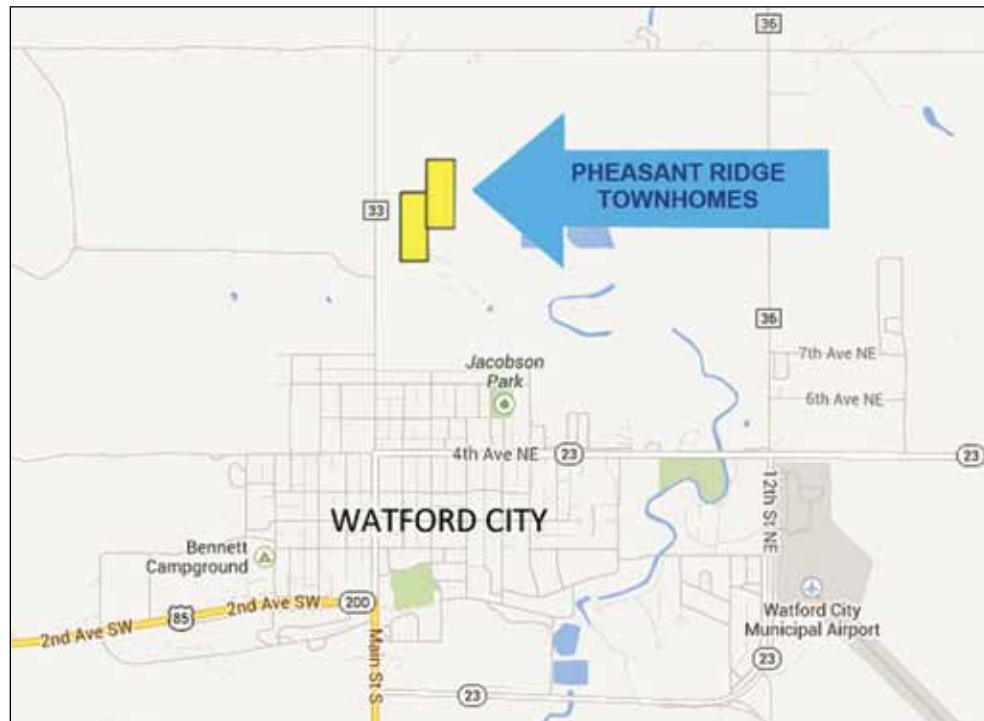 36
PHEASANT RIDGE
TOWNHOMES
33
36
7th Ave NE
Jacobson
Park
6th Ave NE
4th Ave NE
23
23
12th St NE
WATFORD CITY
Bennett
Campground
2nd Ave SW
85
2nd Ave SW
200
Watford City
Municipal Airport
Main St S
23
23